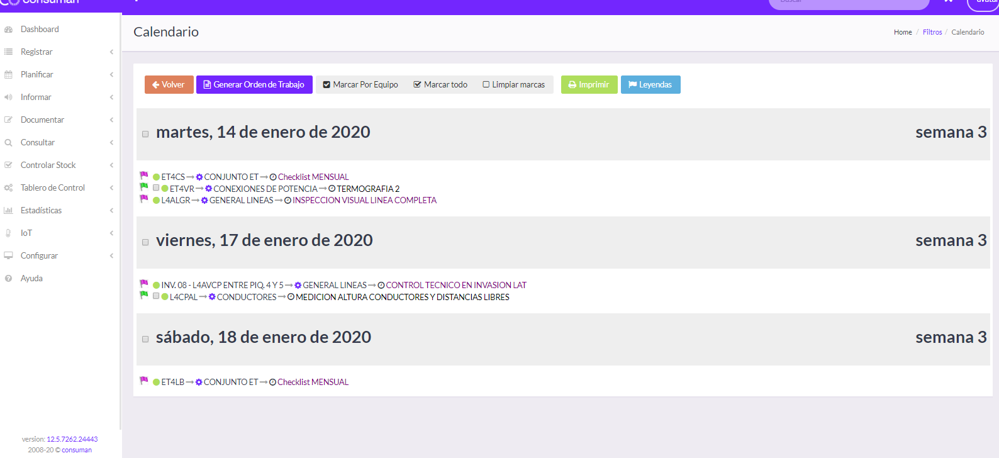 consuman
Buscar
avatar
Dashboard
Registrar
Planificar
Informar
Documentar
Consultar
Controlar Stock
Tablero de Control
Estadísticas
IoT
Configurar
Ayuda
version: 12.5.7262.24443
2008-20 © consuman
Calendario
Home / Filtros / Calendario
Volver Generar Orden de Trabajo Marcar Por Equipo Marcar todo Limpiar marcas Imprimir Leyendas
martes, 14 de enero de 2020 semana 3
ET4CS → CONJUNTO ET → Checklist MENSUAL
ET4VR → CONEXIONES DE POTENCIA → TERMOGRAFIA 2
L4ALGR → GENERAL LINEAS → INSPECCION VISUAL LINEA COMPLETA
viernes, 17 de enero de 2020 semana 3
INV. 08 - L4AVCP ENTRE PIQ. 4 Y 5 → GENERAL LINEAS → CONTROL TECNICO EN INVASION LAT
L4CPAL → CONDUCTORES → MEDICION ALTURA CONDUCTORES Y DISTANCIAS LIBRES
sábado, 18 de enero de 2020 semana 3
ET4LB → CONJUNTO ET → Checklist MENSUAL